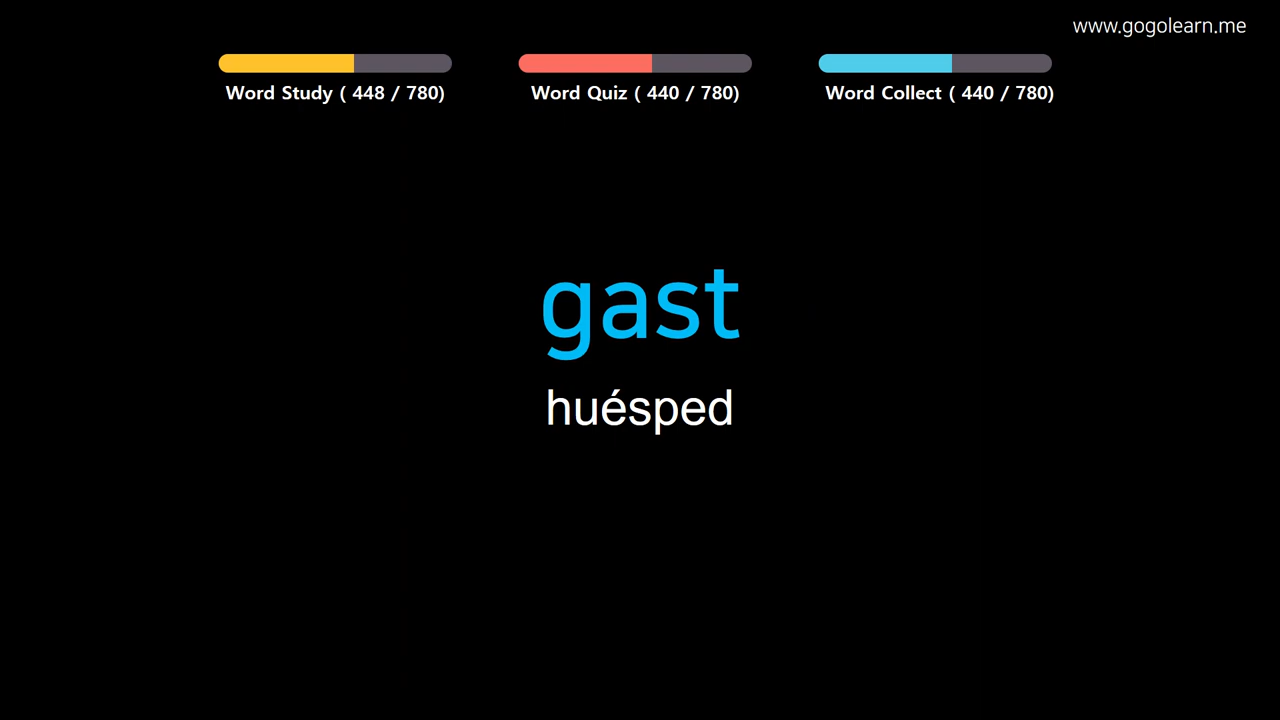 www.gogolearn.me
Word Study ( 448 / 780)
Word Quiz ( 440 / 780)
Word Collect ( 440 / 780)
gast
huésped